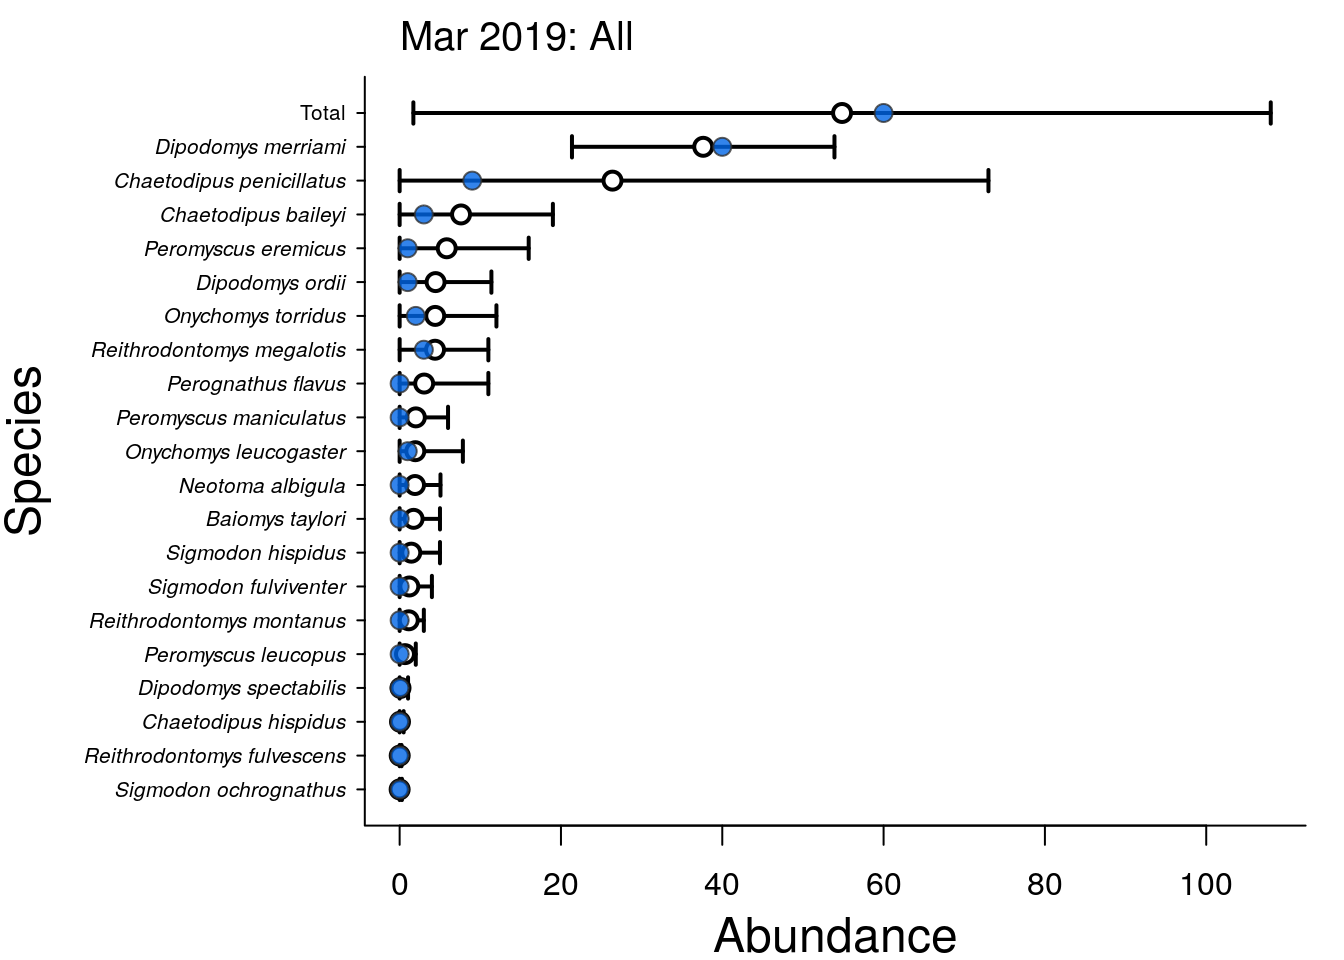 Mar 2019: All
Species
Total
Dipodomys merriami
Chaetodipus penicillatus
Chaetodipus baileyi
Peromyscus eremicus
Dipodomys ordii
Onychomys torridus
Reithrodontomys megalotis
Perognathus flavus
Peromyscus maniculatus
Onychomys leucogaster
Neotoma albigula
Baiomys taylori
Sigmodon hispidus
Sigmodon fulviventer
Reithrodontomys montanus
Peromyscus leucopus
Dipodomys spectabilis
Chaetodipus hispidus
Reithrodontomys fulvescens
Sigmodon ochrognathus
0 20 40 60 80 100
Abundance